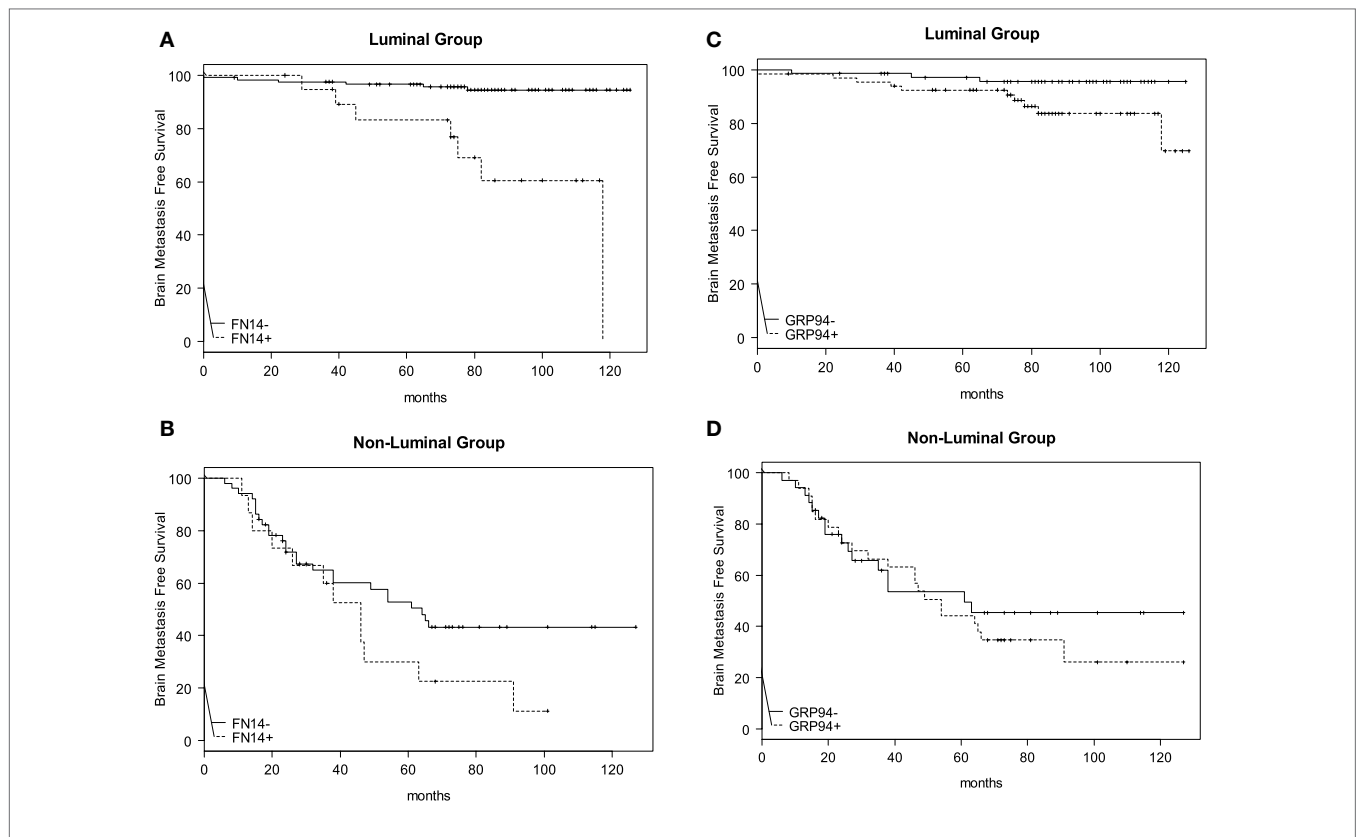 A
Luminal Group
Brain Metastasis Free Survival
100
80
60
40
20
0
FN14-
FN14+
0 20 40 60 80 100 120
months
C
Luminal Group
Brain Metastasis Free Survival
100
80
60
40
20
0
GRP94-
GRP94+
0 20 40 60 80 100 120
months
B
Non-Luminal Group
Brain Metastasis Free Survival
100
80
60
40
20
0
FN14-
FN14+
0 20 40 60 80 100 120
months
D
Non-Luminal Group
Brain Metastasis Free Survival
100
80
60
40
20
0
GRP94-
GRP94+
0 20 40 60 80 100 120
months